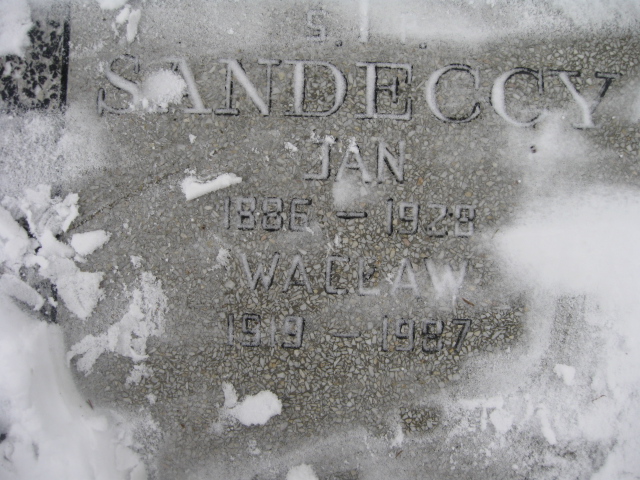 S. † P.
SANDECCY
JAN
1886 - 1928
WACŁAW
1919 - 1987